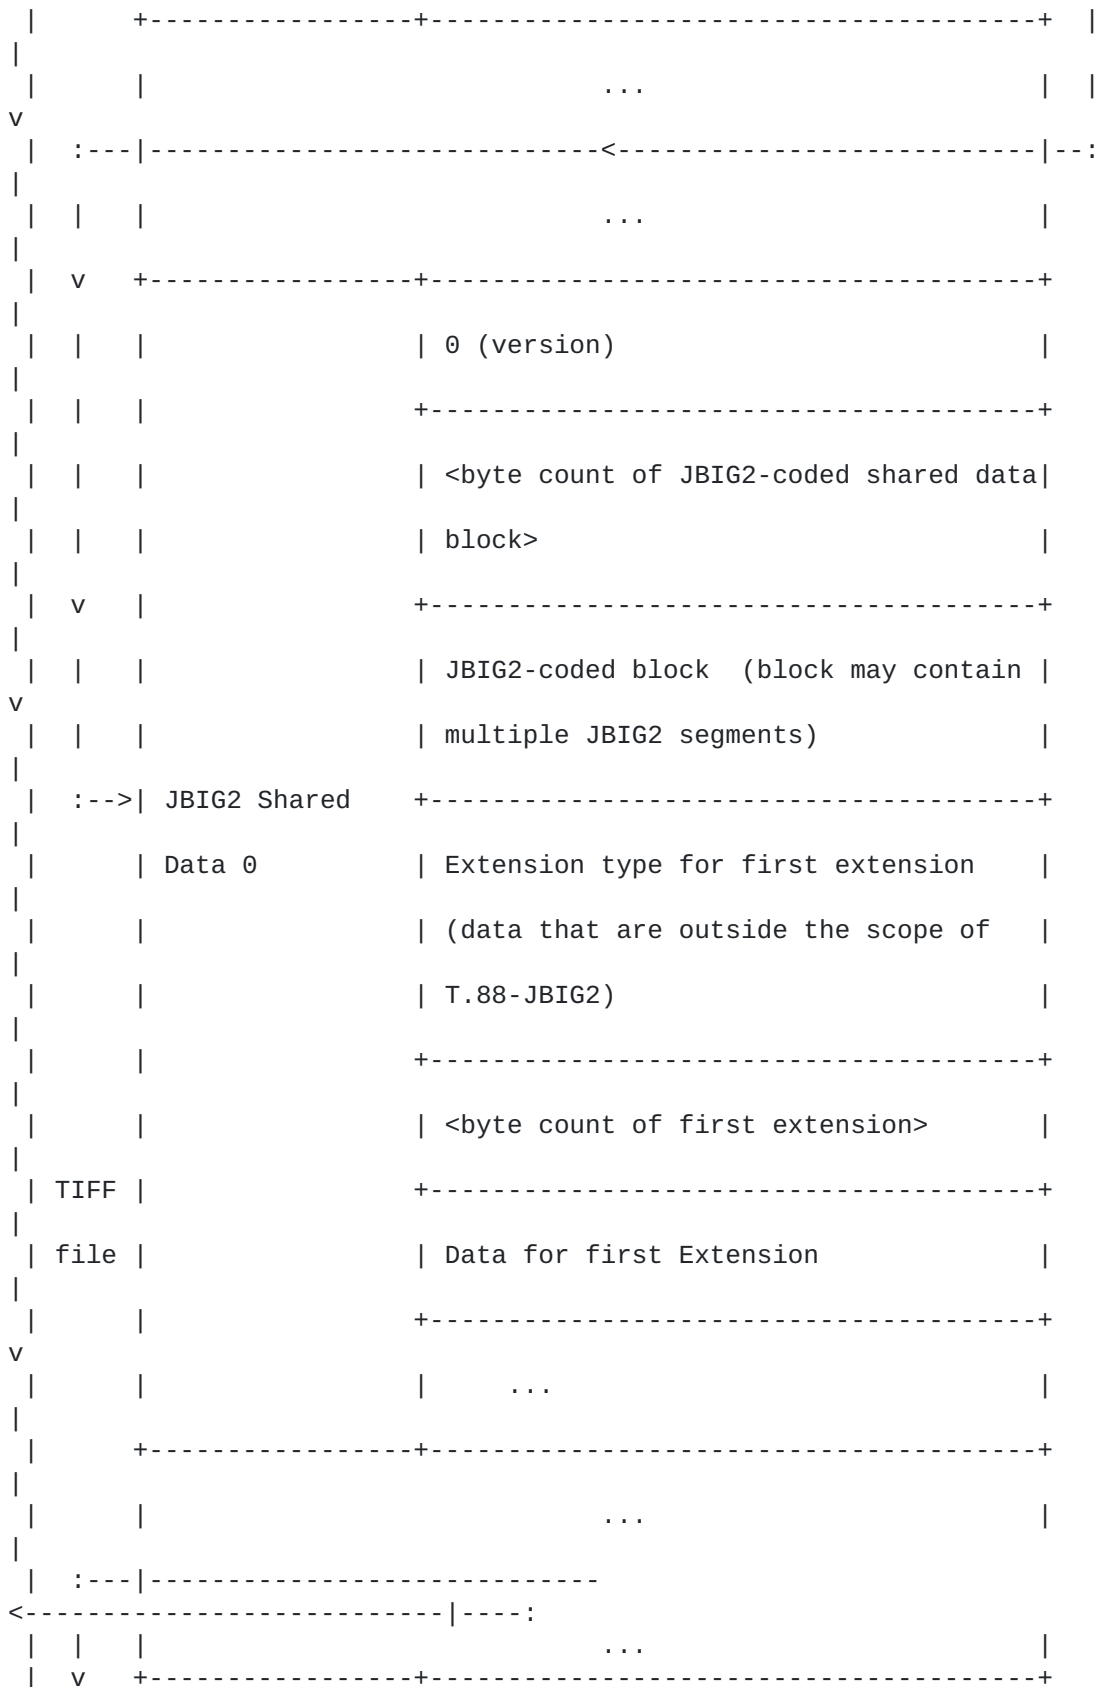 |      +-----------------+---------------------------------------+  |
|
 |      |                             ...                         |  |
v
 |  :---|-----------------------------<---------------------------|--:
|
 |  |   |                             ...                         |
|
 |  v   +-----------------+---------------------------------------+
|
 |  |   |                 | 0 (version)                           |
|
 |  |   |                 +---------------------------------------+
|
 |  |   |                 | <byte count of JBIG2-coded shared data|
|
 |  |   |                 | block>                                |
|
 |  v   |                 +---------------------------------------+
|
 |  |   |                 | JBIG2-coded block  (block may contain |
v
 |  |   |                 | multiple JBIG2 segments)              |
|
 |  :-->| JBIG2 Shared    +---------------------------------------+
|
 |      | Data 0          | Extension type for first extension    |
|
 |      |                 | (data that are outside the scope of   |
|
 |      |                 | T.88-JBIG2)                           |
|
 |      |                 +---------------------------------------+
|
 |      |                 | <byte count of first extension>       |
|
 | TIFF |                 +---------------------------------------+
|
 | file |                 | Data for first Extension              |
|
 |      |                 +---------------------------------------+
v
 |      |                 |     ...                               |
|
 |      +-----------------+---------------------------------------+
|
 |      |                             ...                         |
|
 |  :---|-----------------------------
<---------------------------|----:
 |  |   |                             ...                         |
 |  v   +-----------------+---------------------------------------+